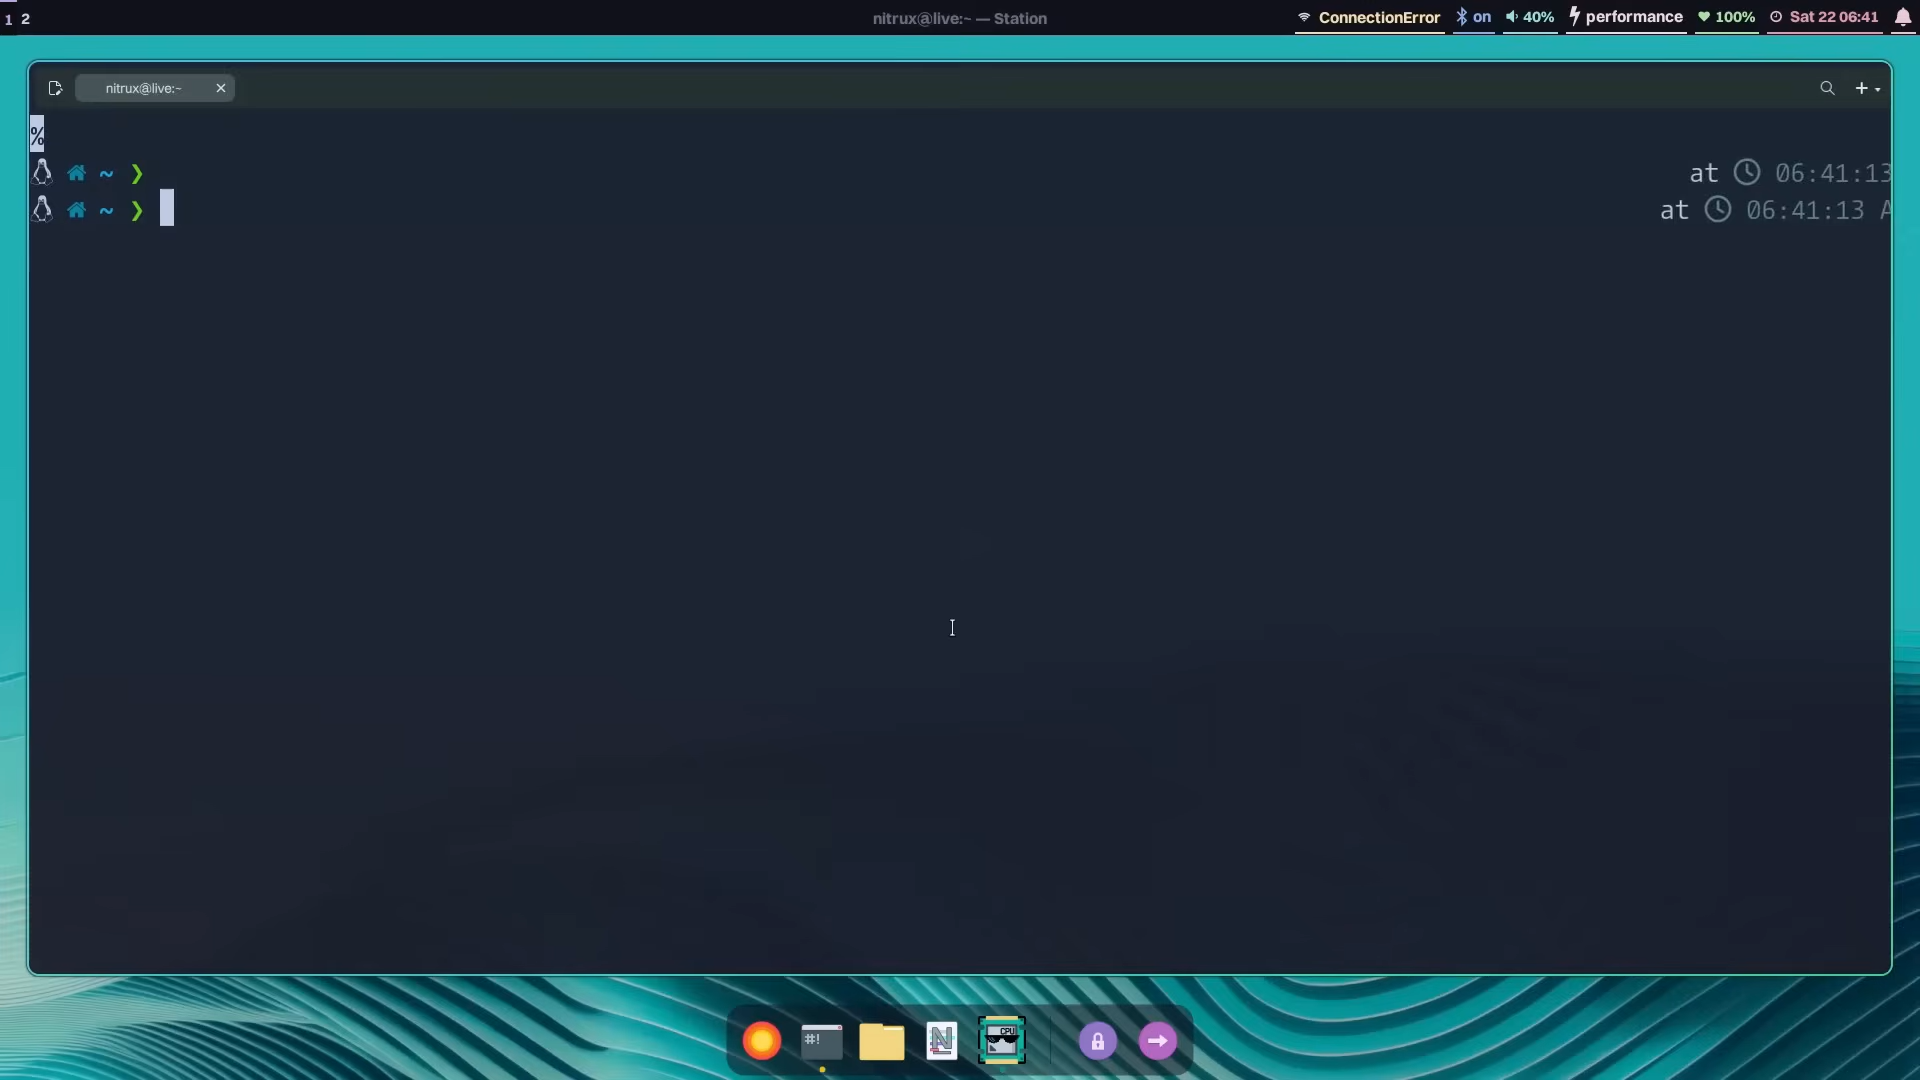 1 2
nitrux@live:~ — Station
ConnectionError
on
40%
performance
100%
Sat 22 06:41
nitrux@live:~
%
~ ❯
at 06:41:13
~ ❯
at 06:41:13 A
#!
N
CPU